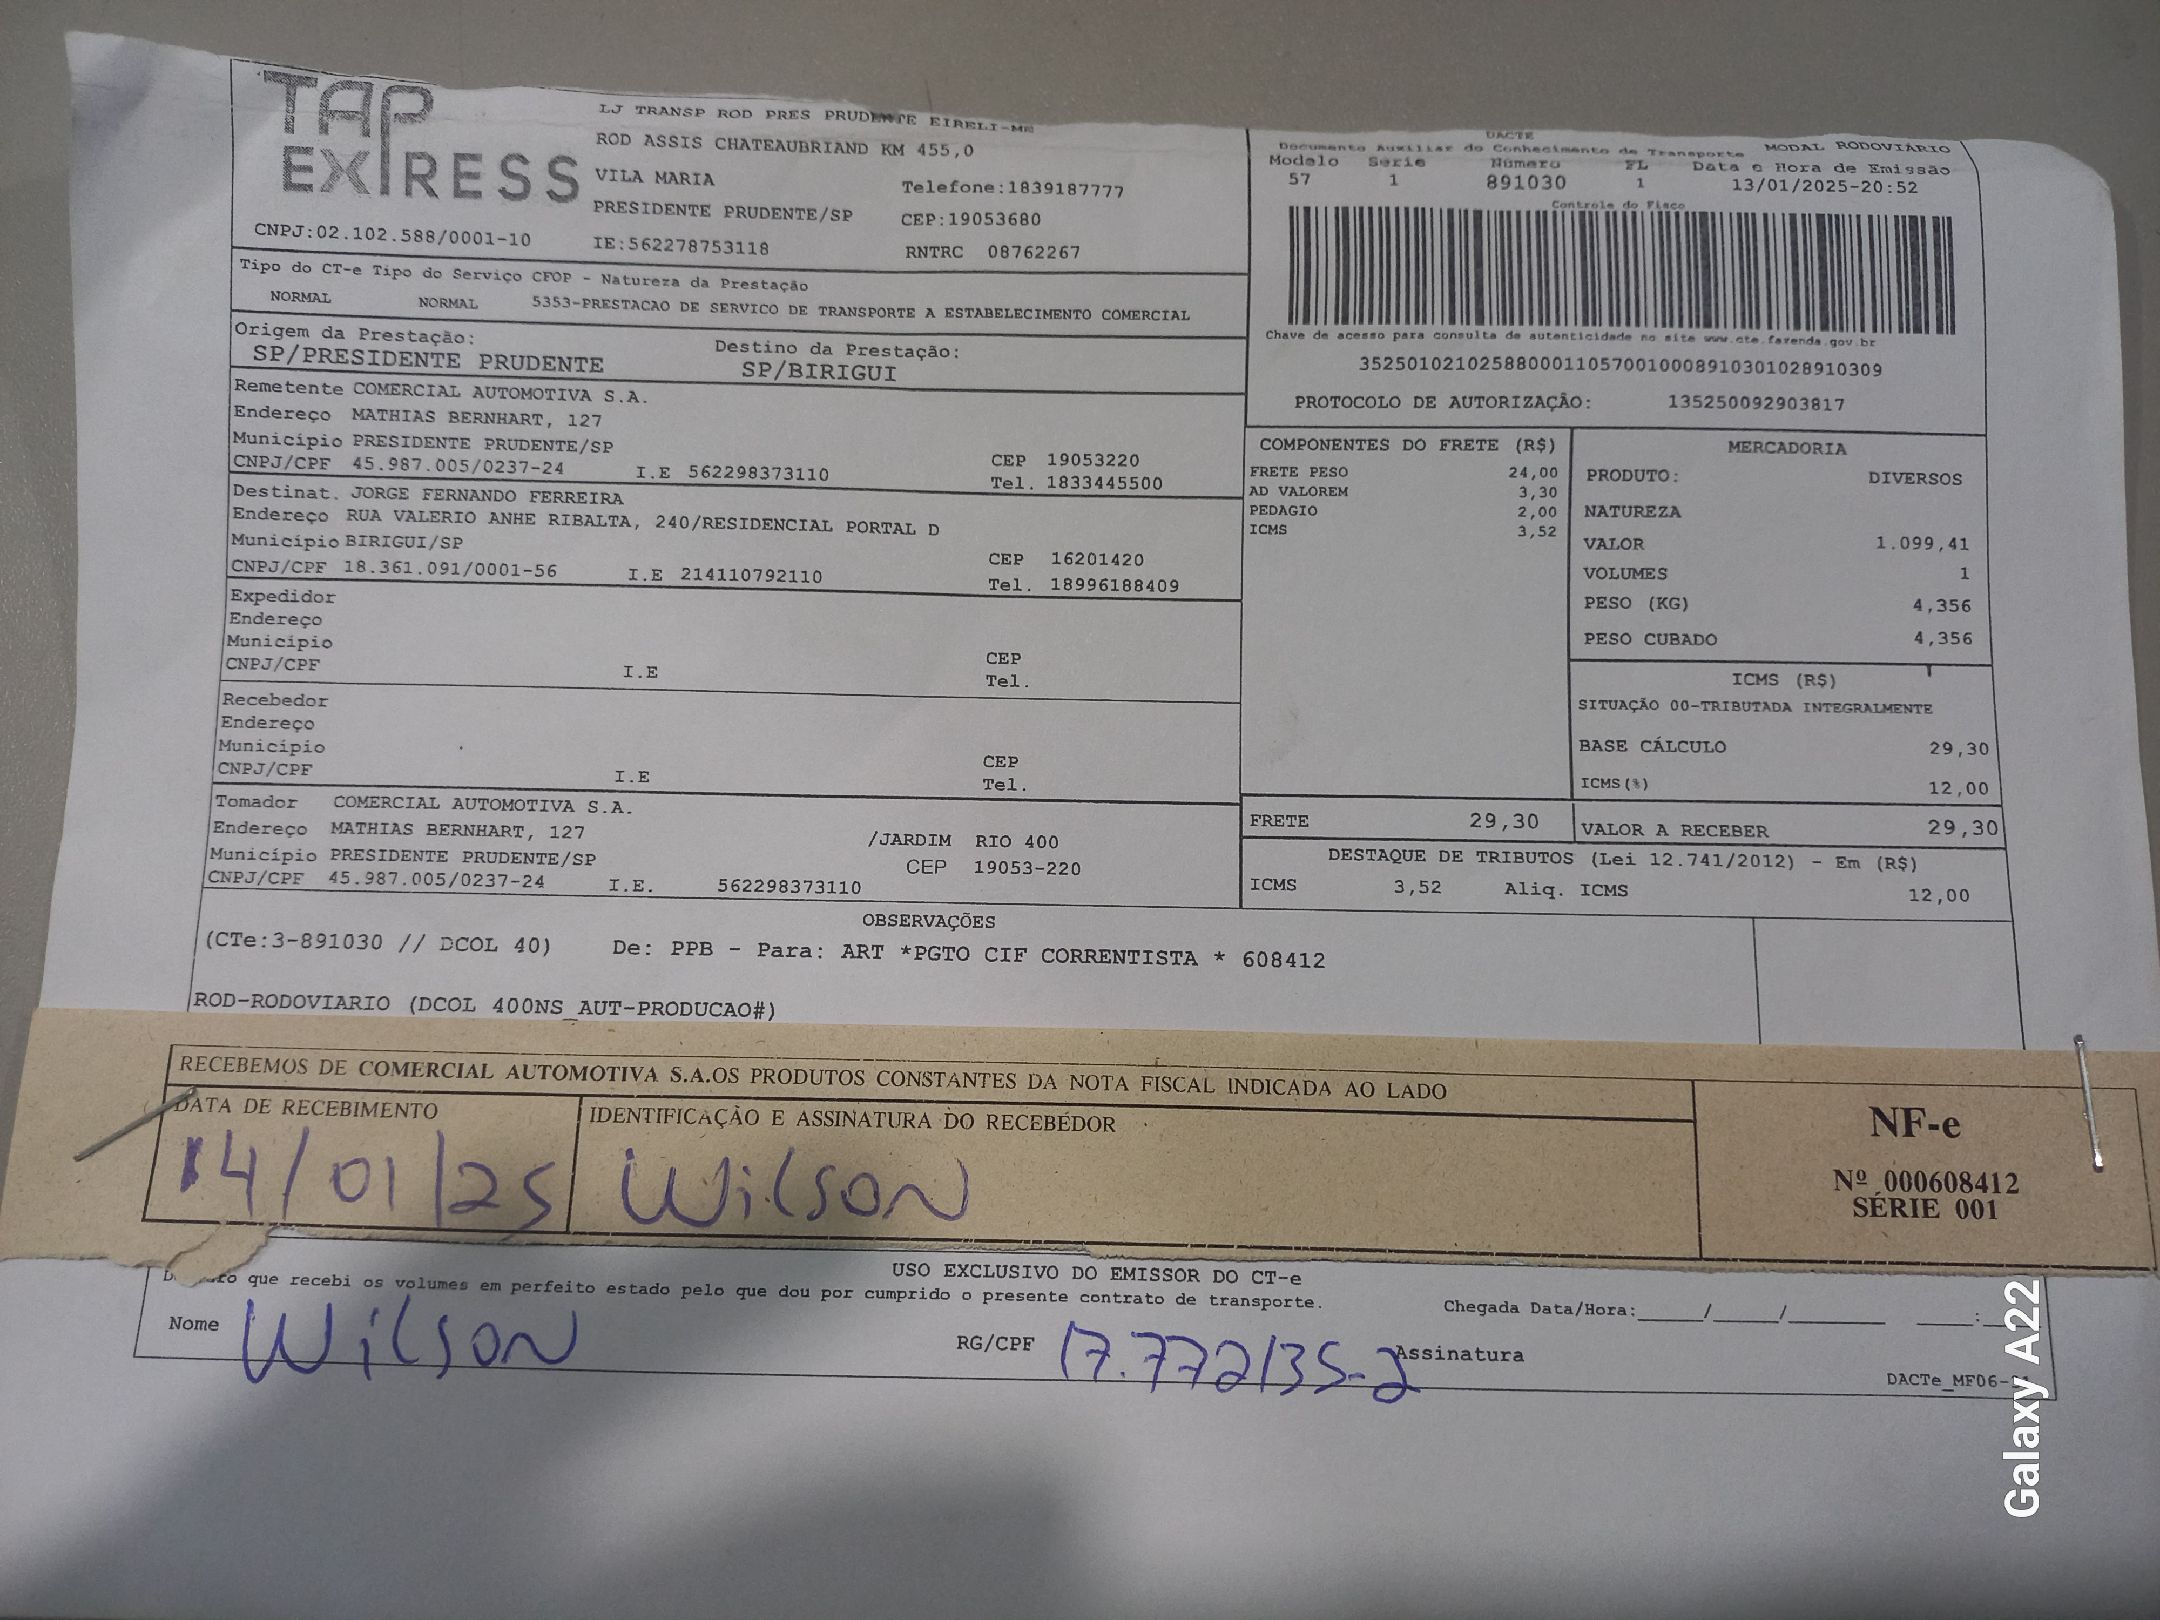 TAP
EXPRESS
LJ TRANSP ROD PRES PRUDENTE EIRELI-ME
ROD ASSIS CHATEAUBRIAND KM 455,0
VILA MARIA Telefone:1839187777
PRESIDENTE PRUDENTE/SP CEP:19053680
CNPJ:02.102.588/0001-10 IE:562278753118 RNTRC 08762267
DACTE
Documento Auxiliar do Conhecimento de Transporte MODAL RODOVIÁRIO
Modelo Serie Número FL Data e Hora de Emissão
57 1 891030 1 13/01/2025-20:52
Controle do Fisco
Chave de acesso para consulta de autenticidade no site www.cte.fazenda.gov.br
35250102102588000110570010008910301028910309
PROTOCOLO DE AUTORIZAÇÃO: 135250092903817
Tipo do CT-e Tipo do Serviço CFOP - Natureza da Prestação
NORMAL NORMAL 5353-PRESTACAO DE SERVICO DE TRANSPORTE A ESTABELECIMENTO COMERCIAL
Origem da Prestação: Destino da Prestação:
SP/PRESIDENTE PRUDENTE SP/BIRIGUI
Remetente COMERCIAL AUTOMOTIVA S.A.
Endereço MATHIAS BERNHART, 127
Município PRESIDENTE PRUDENTE/SP CEP 19053220
CNPJ/CPF 45.987.005/0237-24 I.E 562298373110 Tel. 1833445500
Destinat. JORGE FERNANDO FERREIRA
Endereço RUA VALERIO ANHE RIBALTA, 240/RESIDENCIAL PORTAL D
Município BIRIGUI/SP CEP 16201420
CNPJ/CPF 18.361.091/0001-56 I.E 214110792110 Tel. 18996188409
Expedidor
Endereço
Município CEP
CNPJ/CPF I.E Tel.
Recebedor
Endereço
Município CEP
CNPJ/CPF I.E Tel.
Tomador COMERCIAL AUTOMOTIVA S.A.
Endereço MATHIAS BERNHART, 127 /JARDIM RIO 400
Município PRESIDENTE PRUDENTE/SP CEP 19053-220
CNPJ/CPF 45.987.005/0237-24 I.E. 562298373110
COMPONENTES DO FRETE (R$)
FRETE PESO 24,00
AD VALOREM 3,30
PEDAGIO 2,00
ICMS 3,52
MERCADORIA
PRODUTO: DIVERSOS
NATUREZA
VALOR 1.099,41
VOLUMES 1
PESO (KG) 4,356
PESO CUBADO 4,356
ICMS (R$)
SITUAÇÃO 00-TRIBUTADA INTEGRALMENTE
BASE CÁLCULO 29,30
ICMS(%) 12,00
FRETE 29,30 VALOR A RECEBER 29,30
DESTAQUE DE TRIBUTOS (Lei 12.741/2012) - Em (R$)
ICMS 3,52 Aliq. ICMS 12,00
OBSERVAÇÕES
(CTe:3-891030 // DCOL 40) De: PPB - Para: ART *PGTO CIF CORRENTISTA * 608412
ROD-RODOVIARIO (DCOL 400NS_AUT-PRODUCAO#)
RECEBEMOS DE COMERCIAL AUTOMOTIVA S.A.OS PRODUTOS CONSTANTES DA NOTA FISCAL INDICADA AO LADO
DATA DE RECEBIMENTO IDENTIFICAÇÃO E ASSINATURA DO RECEBEDOR
14/01/25 Wilson
NF-e
Nº 000608412
SÉRIE 001
USO EXCLUSIVO DO EMISSOR DO CT-e
que recebi os volumes em perfeito estado pelo que dou por cumprido o presente contrato de transporte.
Chegada Data/Hora:_____/_____/_______ ____:
Nome Wilson RG/CPF 17.772135-2 Assinatura
DACTe_MF06-
Galaxy A22